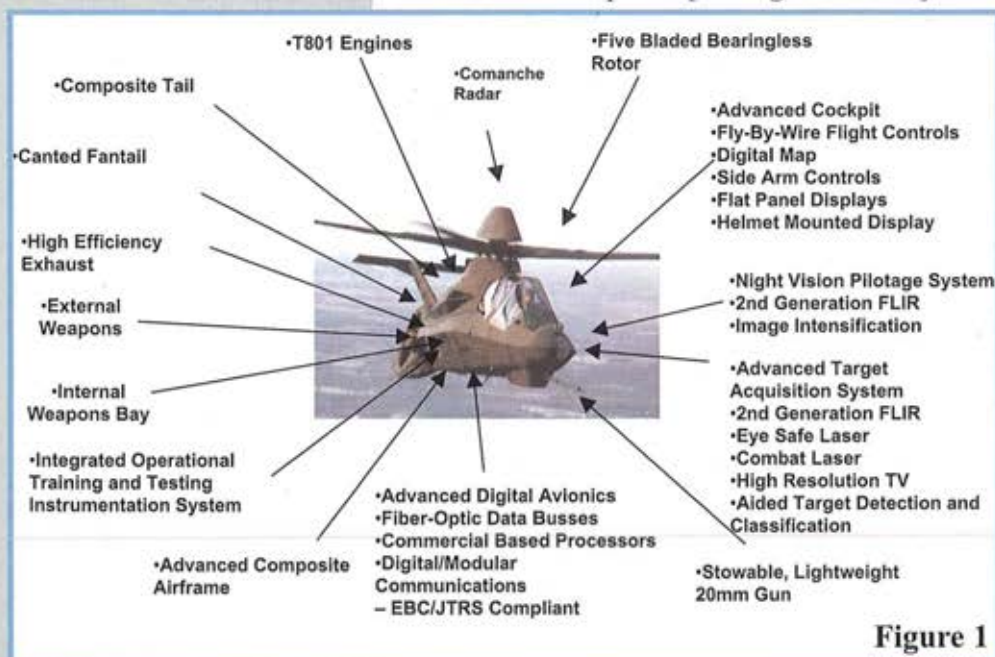 •T801 Engines
•Five Bladed Bearingless
Rotor
•Comanche
Radar
•Composite Tail
•Advanced Cockpit
•Fly-By-Wire Flight Controls
•Digital Map
•Side Arm Controls
•Flat Panel Displays
•Helmet Mounted Display
•Canted Fantail
•High Efficiency
Exhaust
•Night Vision Pilotage System
•2nd Generation FLIR
•Image Intensification
•External
Weapons
•Advanced Target
Acquisition System
•2nd Generation FLIR
•Eye Safe Laser
•Combat Laser
•High Resolution TV
•Aided Target Detection and
Classification
•Internal
Weapons Bay
•Integrated Operational
Training and Testing
Instrumentation System
•Advanced Digital Avionics
•Fiber-Optic Data Busses
•Commercial Based Processors
•Digital/Modular
Communications
– EBC/JTRS Compliant
•Advanced Composite
Airframe
•Stowable, Lightweight
20mm Gun
Figure 1